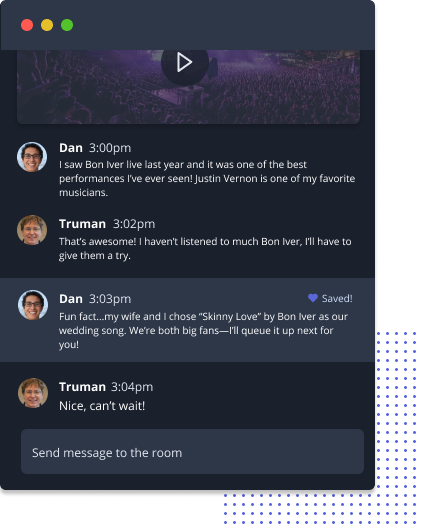 Dan 3:00pm
I saw Bon Iver live last year and it was one of the best
performances I've ever seen! Justin Vernon is one of my favorite
musicians.
Truman 3:02pm
That's awesome! I haven't listened to much Bon Iver, I'll have to
give them a try.
Dan 3:03pm Saved!
Fun fact...my wife and I chose “Skinny Love” by Bon Iver as our
wedding song. We're both big fans—I'll queue it up next for
you!
Truman 3:04pm
Nice, can't wait!
Send message to the room